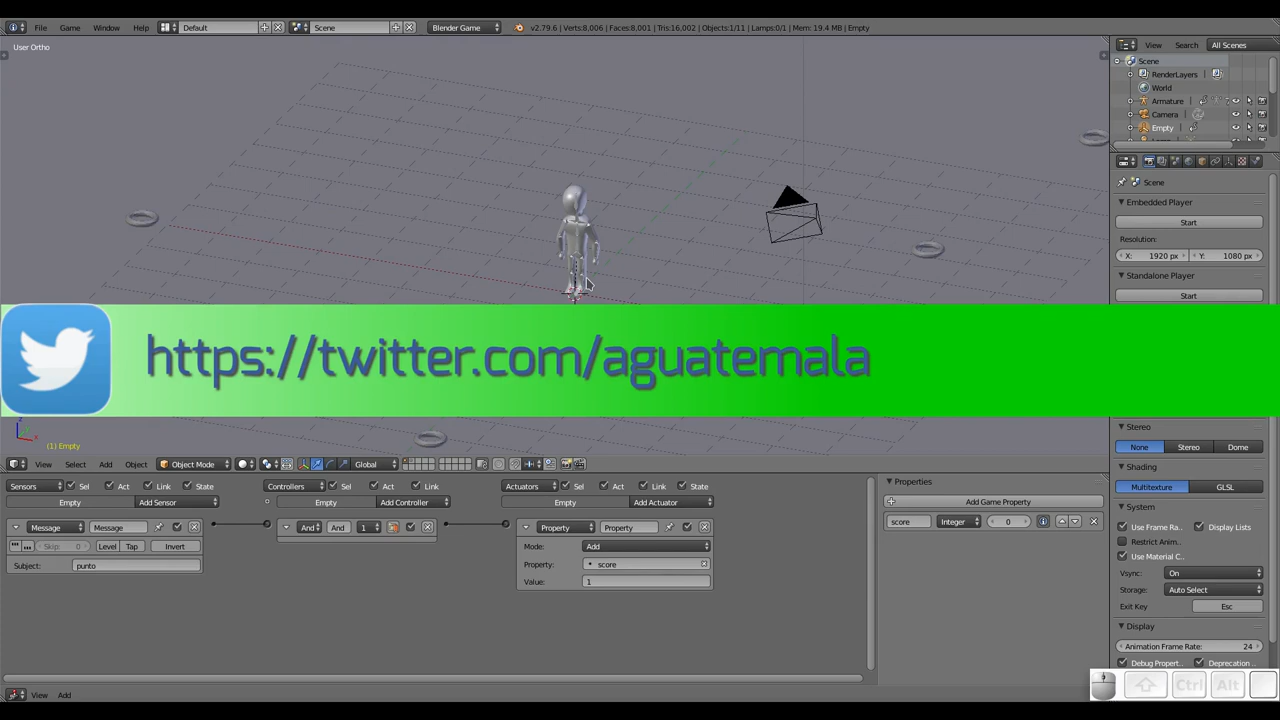 File Game Window Help Default Scene Blender Game v2.79.6 | Verts:8,006 | Faces:8,001 | Tris:16,002 | Objects:1/11 | Lamps:0/1 | Mem: 19.4 MB | Empty
User Ortho
View Search All Scenes
Scene
RenderLayers
World
Armature
Camera
Empty
Scene
Embedded Player
Start
Resolution:
X: 1920 px Y: 1080 px
Standalone Player
Start
https://twitter.com/aguatemala
Stereo
None Stereo Dome
Shading
Multitexture GLSL
System
Use Frame Ra... Display Lists
Restrict Anim...
Use Material C...
Vsync: On
Storage: Auto Select
Exit Key Esc
Display
Animation Frame Rate: 24
Debug Propert... Deprecation ...
(1) Empty
View Select Add Object Object Mode Global
Sensors Sel Act Link State Controllers Sel Act Link Actuators Sel Act Link State
Empty Add Sensor Empty Add Controller Empty Add Actuator
Message Message And And 1 Property Property
Skip: 0 Level Tap Invert Mode: Add
Subject: punto Property: score
Value: 1
Properties
Add Game Property
score Integer 0
View Add
Ctrl Alt